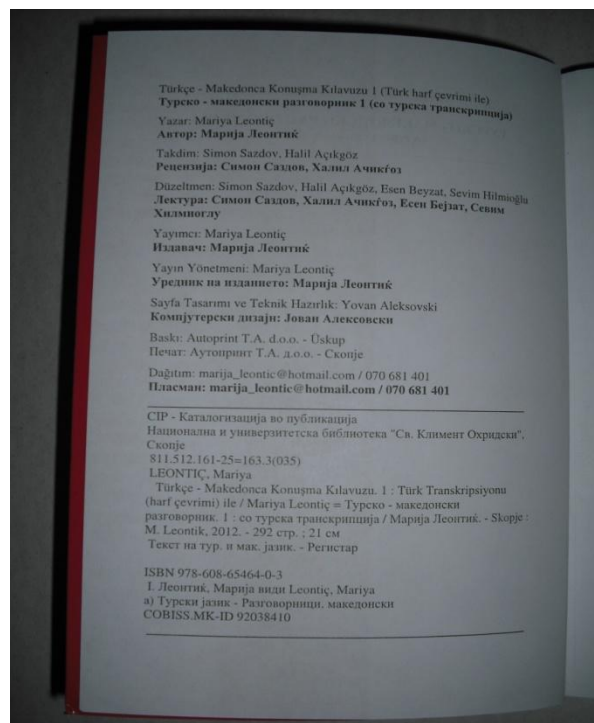 Türkçe - Makedonca Konuşma Kılavuzu 1 (Türk harf çevrimi ile)
Турско - македонски разговорник 1 (со турска транскрипција)
Yazar: Mariya Leontiç
Автор: Марија Леонтиќ
Takdim: Simon Sazdov, Halil Açıkgöz
Рецензија: Симон Саздов, Халил Ачикѓоз
Düzeltmen: Simon Sazdov, Halil Açıkgöz, Esen Beyzat, Sevim Hilmioğlu
Лектура: Симон Саздов, Халил Ачикѓоз, Есен Бејзат, Севим
Хилмиоглу
Yayımcı: Mariya Leontiç
Издавач: Марија Леонтиќ
Yayın Yönetmeni: Mariya Leontiç
Уредник на изданието: Марија Леонтиќ
Sayfa Tasarımı ve Teknik Hazırlık: Yovan Aleksovski
Компјутерски дизајн: Јован Алексовски
Baskı: Autoprint T.A. d.o.o. - Üskup
Печат: Аутопринт Т.А. д.о.о. - Скопје
Dağıtım: marija_leontic@hotmail.com / 070 681 401
Пласман: marija_leontic@hotmail.com / 070 681 401
CIP - Каталогизација во публикација
Национална и универзитетска библиотека "Св. Климент Охридски",
Скопје
811.512.161-25=163.3(035)
LEONTIÇ, Mariya
Türkçe - Makedonca Konuşma Kılavuzu. 1 : Türk Transkripsiyonu
(harf çevrimi) ile / Mariya Leontiç = Турско - македонски
разговорник. 1 : со турска транскрипција / Марија Леонтиќ. - Skopje :
M. Leontik, 2012. - 292 стр. ; 21 см
Текст на тур. и мак. јазик. - Регистар
ISBN 978-608-65464-0-3
I. Леонтиќ, Марија види Leontiç, Mariya
а) Турски јазик - Разговорници, македонски
COBISS.MK-ID 92038410